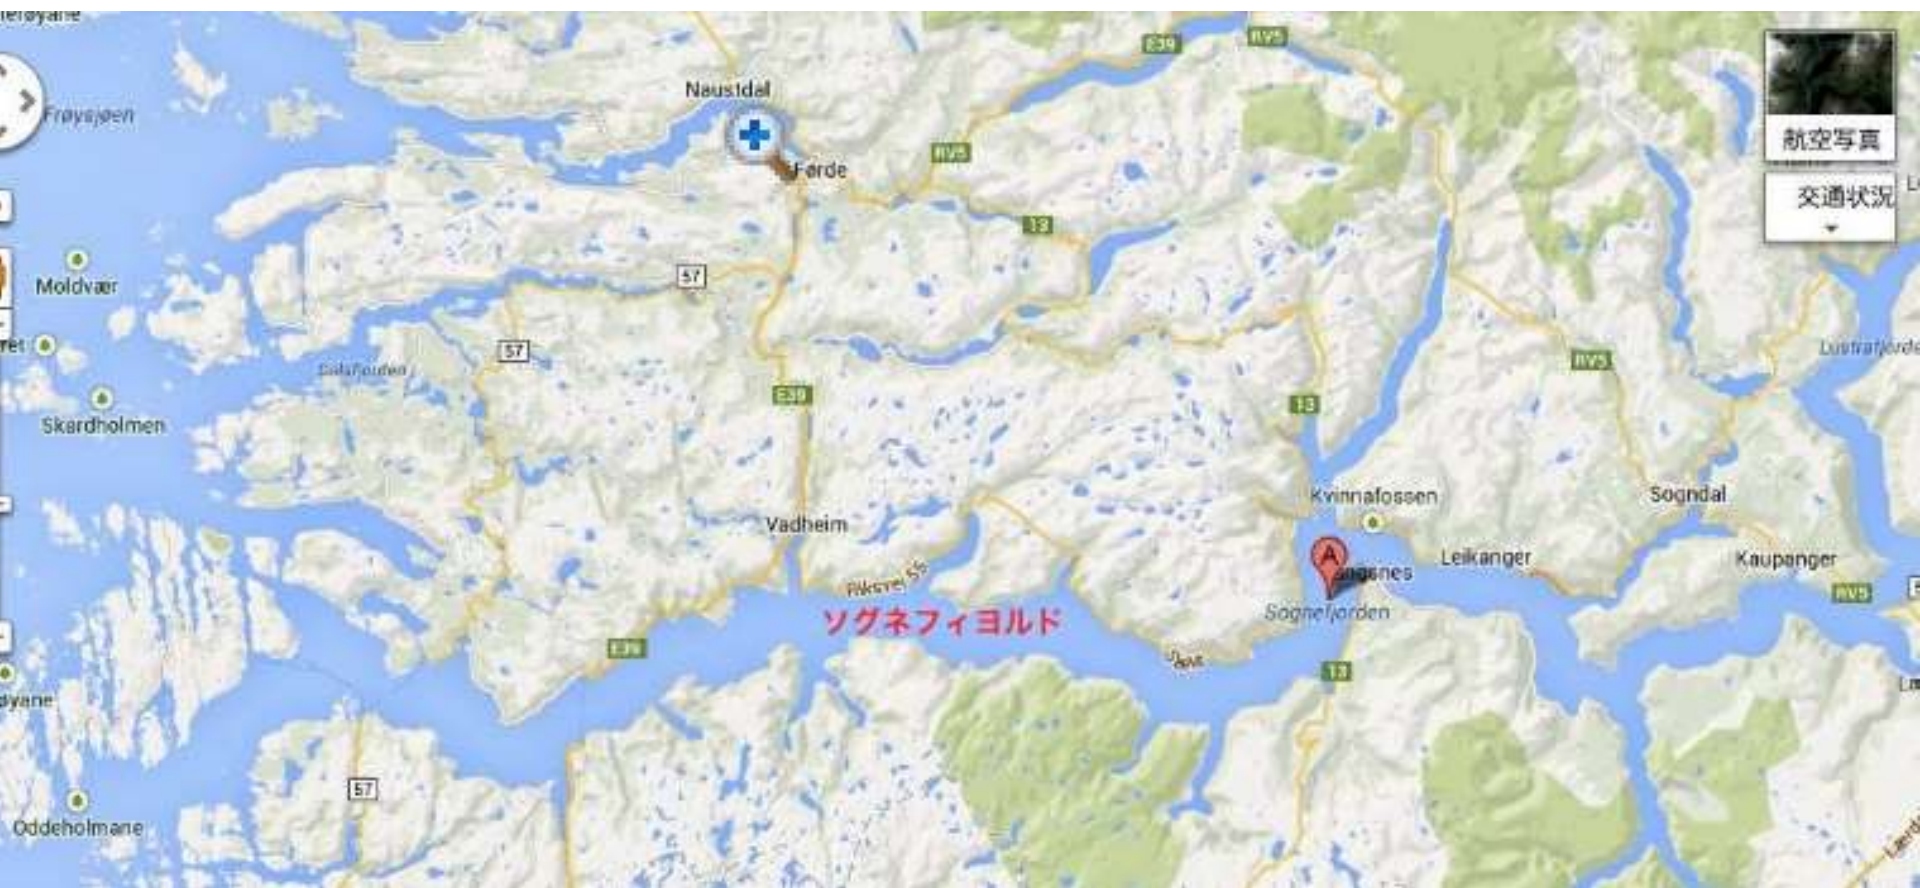 E39
RV5
Naustdal
Frøysjøen
航空写真
RV5
Førde
交通状況
13
Moldvær
57
57
RV5
Skardholmen
E39
13
Kvinnafossen
Sogndal
Vadheim
Leikanger
Kaupanger
Riksvei 55
RV5
A
Sognefjorden
ソグネフィヨルド
E39
13
57
Oddeholmane